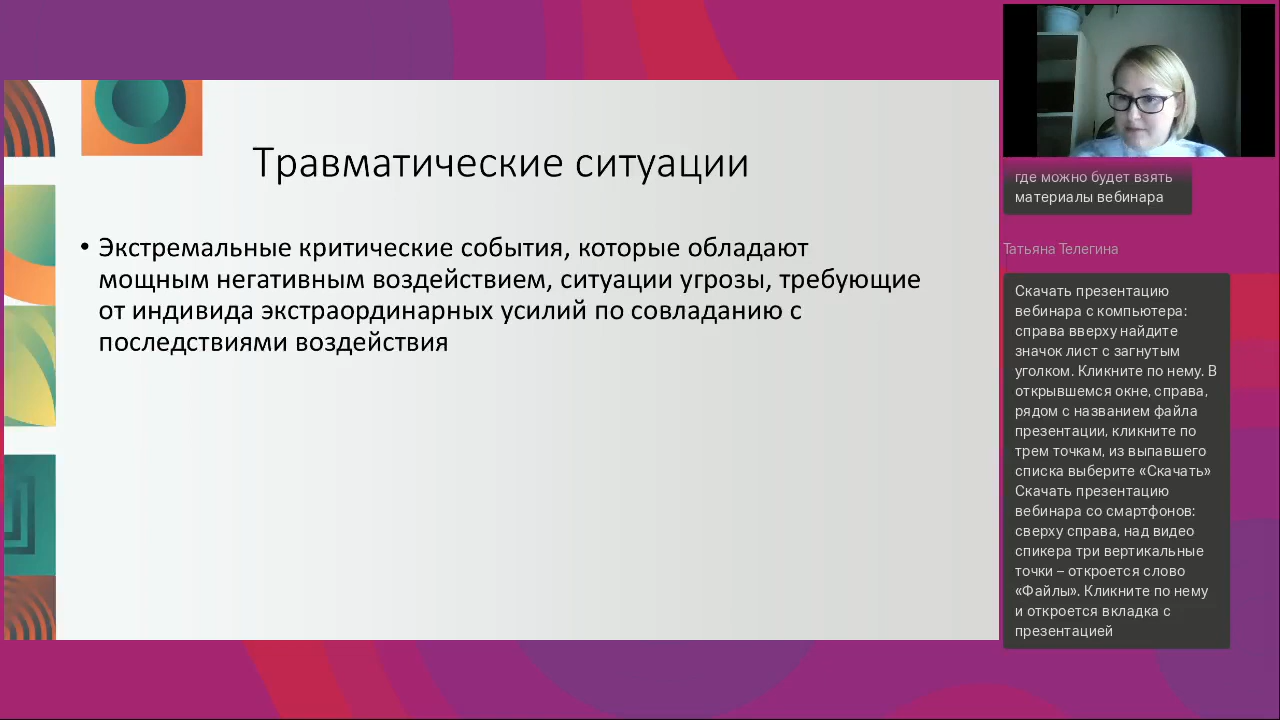 Травматические ситуации
• Экстремальные критические события, которые обладают
мощным негативным воздействием, ситуации угрозы, требующие
от индивида экстраординарных усилий по совладанию с
последствиями воздействия
где можно будет взять
материалы вебинара
Татьяна Телегина
Скачать презентацию
вебинара с компьютера:
справа вверху найдите
значок лист с загнутым
уголком. Кликните по нему. В
открывшемся окне, справа,
рядом с названием файла
презентации, кликните по
трем точкам, из выпавшего
списка выберите «Скачать»
Скачать презентацию
вебинара со смартфонов:
сверху справа, над видео
спикера три вертикальные
точки – откроется слово
«Файлы». Кликните по нему
и откроется вкладка с
презентацией